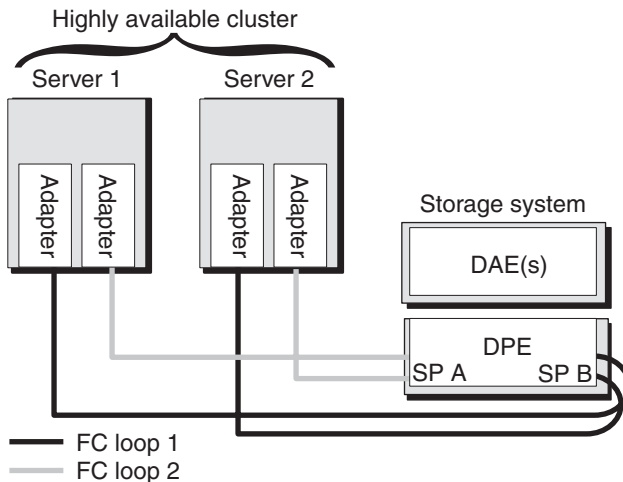 Highly available cluster
Server 1
Server 2
Adapter
Adapter
Adapter
Adapter
Storage system
DAE(s)
DPE
SP A
SP B
FC loop 1
FC loop 2